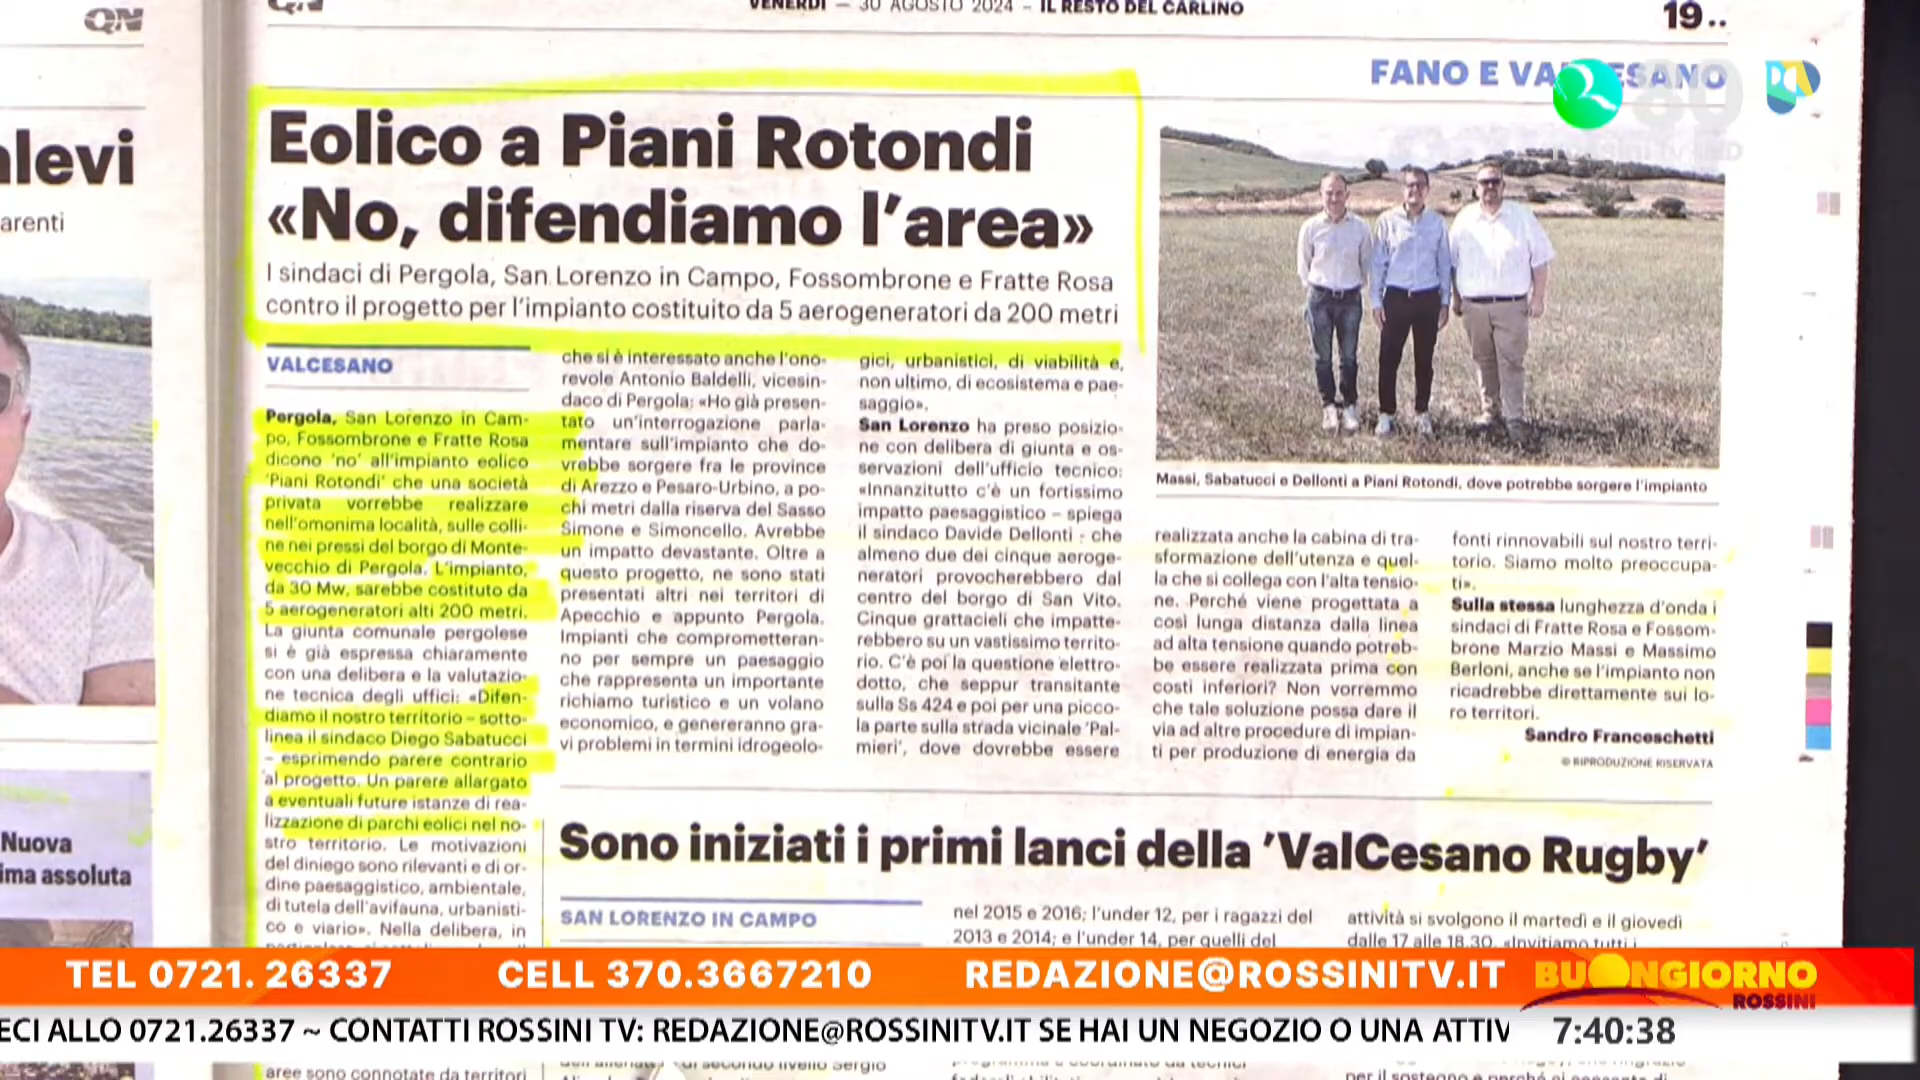 QN
VENERDÌ — 30 AGOSTO 2024 – IL RESTO DEL CARLINO
19..
FANO E VALCESANO
alevi
arenti
Eolico a Piani Rotondi
«No, difendiamo l'area»
I sindaci di Pergola, San Lorenzo in Campo, Fossombrone e Fratte Rosa
contro il progetto per l'impianto costituito da 5 aerogeneratori da 200 metri
VALCESANO
Pergola, San Lorenzo in Cam-
po, Fossombrone e Fratte Rosa
dicono 'no' all'impianto eolico
'Piani Rotondi' che una società
privata vorrebbe realizzare
nell'omonima località, sulle colli-
ne nei pressi del borgo di Monte-
vecchio di Pergola. L'impianto,
da 30 Mw, sarebbe costituto da
5 aerogeneratori alti 200 metri.
La giunta comunale pergolese
si è già espressa chiaramente
con una delibera e la valutazio-
ne tecnica degli uffici: «Difen-
diamo il nostro territorio – sotto-
linea il sindaco Diego Sabatucci
– esprimendo parere contrario
al progetto. Un parere allargato
a eventuali future istanze di rea-
lizzazione di parchi eolici nel no-
stro territorio. Le motivazioni
del diniego sono rilevanti e di or-
dine paesaggistico, ambientale,
di tutela dell'avifauna, urbanisti-
co e viario». Nella delibera, in
aree sono connotate da territori
che si è interessato anche l'ono-
revole Antonio Baldelli, vicesin-
daco di Pergola: «Ho già presen-
tato un'interrogazione parla-
mentare sull'impianto che do-
vrebbe sorgere fra le province
di Arezzo e Pesaro-Urbino, a po-
chi metri dalla riserva del Sasso
Simone e Simoncello. Avrebbe
un impatto devastante. Oltre a
questo progetto, ne sono stati
presentati altri nei territori di
Apecchio e appunto Pergola.
Impianti che comprometteran-
no per sempre un paesaggio
che rappresenta un importante
richiamo turistico e un volano
economico, e genereranno gra-
vi problemi in termini idrogeolo-
gici, urbanistici, di viabilità e,
non ultimo, di ecosistema e pae-
saggio».
San Lorenzo ha preso posizio-
ne con delibera di giunta e os-
servazioni dell'ufficio tecnico:
«Innanzitutto c'è un fortissimo
impatto paesaggistico – spiega
il sindaco Davide Dellonti - che
almeno due dei cinque aeroge-
neratori provocherebbero dal
centro del borgo di San Vito.
Cinque grattacieli che impatte-
rebbero su un vastissimo territo-
rio. C'è poi la questione elettro-
dotto, che seppur transitante
sulla Ss 424 e poi per una picco-
la parte sulla strada vicinale 'Pal-
mieri', dove dovrebbe essere
Massi, Sabatucci e Dellonti a Piani Rotondi, dove potrebbe sorgere l'impianto
realizzata anche la cabina di tra-
sformazione dell'utenza e quel-
la che si collega con l'alta tensio-
ne. Perché viene progettata a
così lunga distanza dalla linea
ad alta tensione quando potreb-
be essere realizzata prima con
costi inferiori? Non vorremmo
che tale soluzione possa dare il
via ad altre procedure di impian-
ti per produzione di energia da
fonti rinnovabili sul nostro terri-
torio. Siamo molto preoccupa-
ti».
Sulla stessa lunghezza d'onda i
sindaci di Fratte Rosa e Fossom-
brone Marzio Massi e Massimo
Berloni, anche se l'impianto non
ricadrebbe direttamente sui lo-
ro territori.
Sandro Franceschetti
© RIPRODUZIONE RISERVATA
Nuova
ima assoluta
Sono iniziati i primi lanci della 'ValCesano Rugby'
SAN LORENZO IN CAMPO
nel 2015 e 2016; l'under 12, per i ragazzi del
2013 e 2014; e l'under 14, per quelli del
attività si svolgono il martedì e il giovedì
dalle 17 alle 18.30. «Invitiamo tutti i
TEL 0721. 26337 CELL 370.3667210 REDAZIONE@ROSSINITV.IT
BUONGIORNO
ROSSINI
ECI ALLO 0721.26337 ~ CONTATTI ROSSINI TV: REDAZIONE@ROSSINITV.IT SE HAI UN NEGOZIO O UNA ATTIV
7:40:38